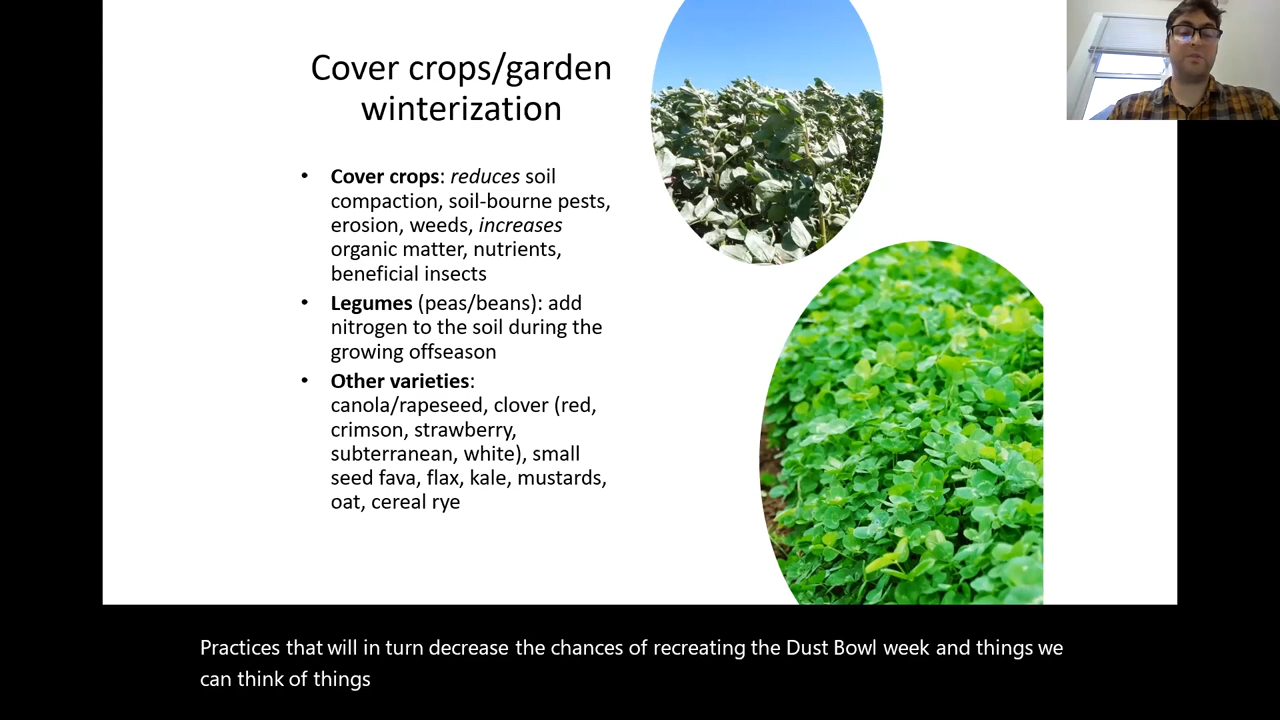 Cover crops/garden
winterization
• Cover crops: reduces soil
compaction, soil-bourne pests,
erosion, weeds, increases
organic matter, nutrients,
beneficial insects
• Legumes (peas/beans): add
nitrogen to the soil during the
growing offseason
• Other varieties:
canola/rapeseed, clover (red,
crimson, strawberry,
subterranean, white), small
seed fava, flax, kale, mustards,
oat, cereal rye
Practices that will in turn decrease the chances of recreating the Dust Bowl week and things we
can think of things